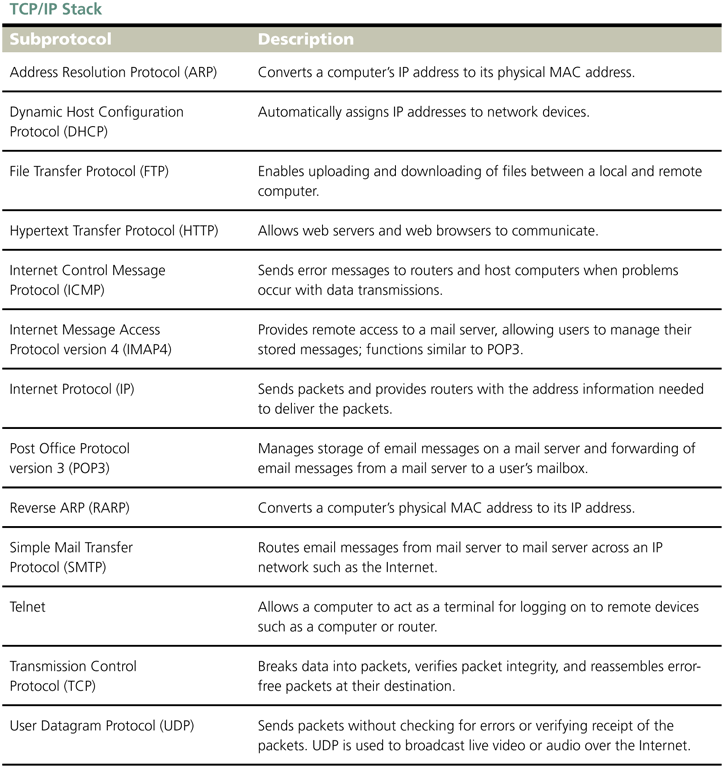 TCP/IP Stack
Subprotocol Description
Address Resolution Protocol (ARP) Converts a computer’s IP address to its physical MAC address.
Dynamic Host Configuration Automatically assigns IP addresses to network devices.
Protocol (DHCP)
File Transfer Protocol (FTP) Enables uploading and downloading of files between a local and remote
computer.
Hypertext Transfer Protocol (HTTP) Allows web servers and web browsers to communicate.
Internet Control Message Sends error messages to routers and host computers when problems
Protocol (ICMP) occur with data transmissions.
Internet Message Access Provides remote access to a mail server, allowing users to manage their
Protocol version 4 (IMAP4) stored messages; functions similar to POP3.
Internet Protocol (IP) Sends packets and provides routers with the address information needed
to deliver the packets.
Post Office Protocol Manages storage of email messages on a mail server and forwarding of
version 3 (POP3) email messages from a mail server to a user’s mailbox.
Reverse ARP (RARP) Converts a computer’s physical MAC address to its IP address.
Simple Mail Transfer Routes email messages from mail server to mail server across an IP
Protocol (SMTP) network such as the Internet.
Telnet Allows a computer to act as a terminal for logging on to remote devices
such as a computer or router.
Transmission Control Breaks data into packets, verifies packet integrity, and reassembles error-
Protocol (TCP) free packets at their destination.
User Datagram Protocol (UDP) Sends packets without checking for errors or verifying receipt of the
packets. UDP is used to broadcast live video or audio over the Internet.